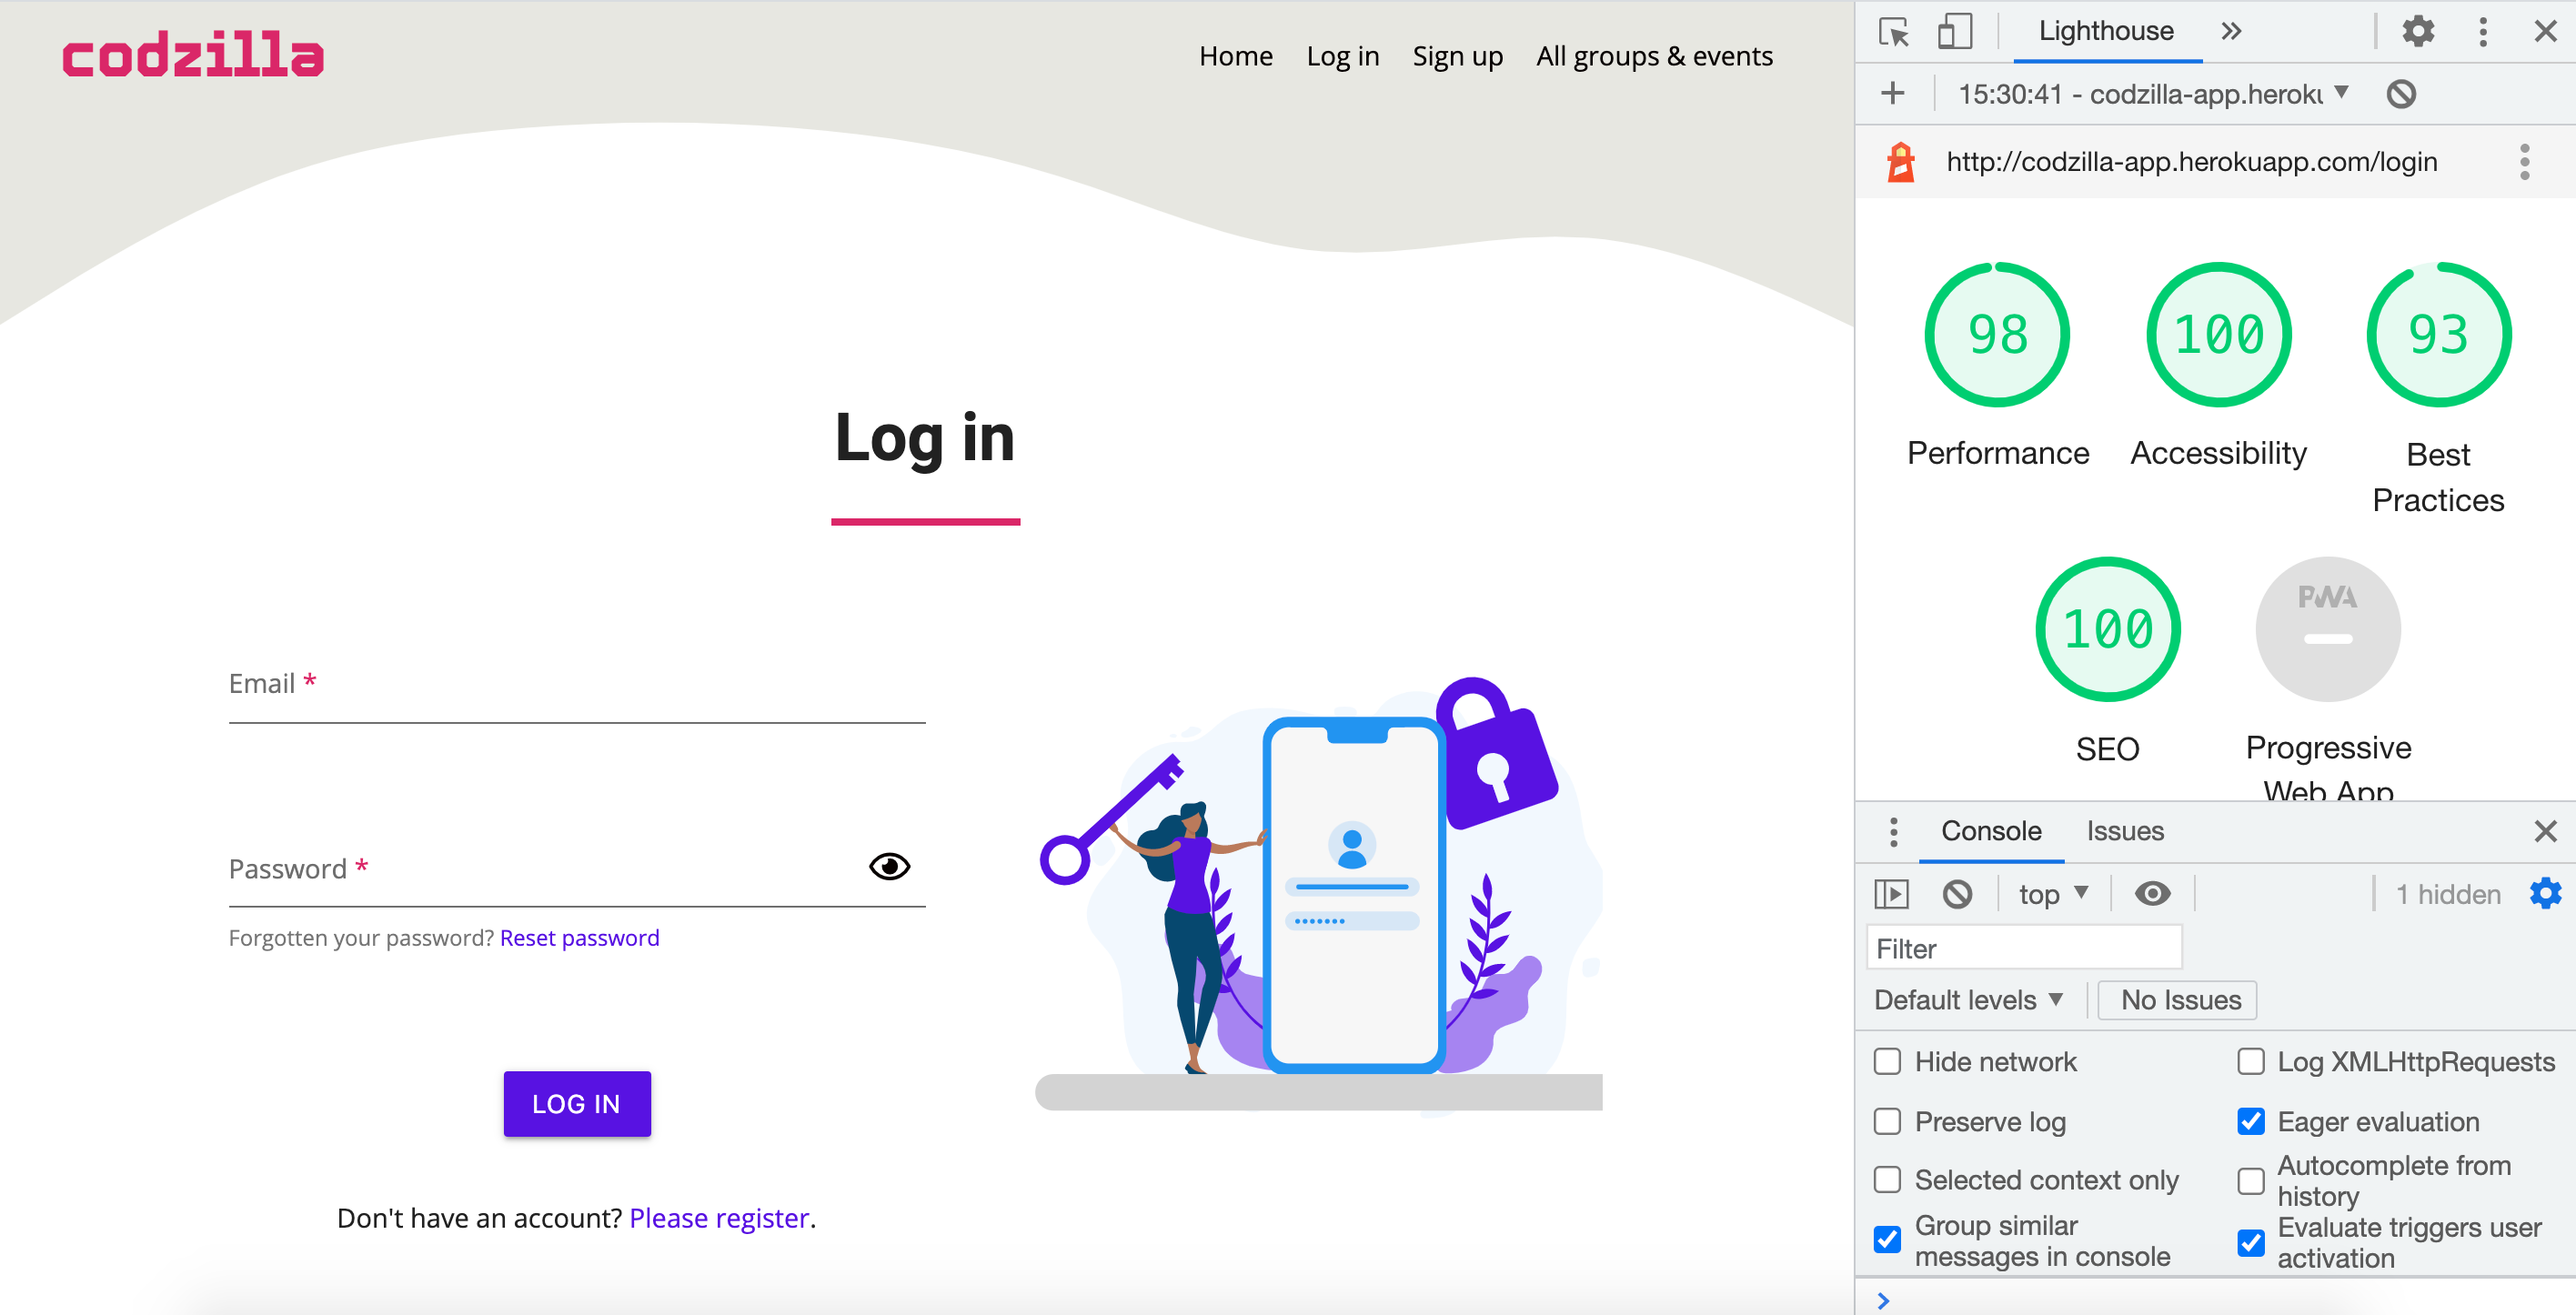 codzilla
Home Log in Sign up All groups & events
Log in
Email *
Password *
Forgotten your password? Reset password
LOG IN
Don't have an account? Please register.
Lighthouse
15:30:41 - codzilla-app.heroku
http://codzilla-app.herokuapp.com/login
98 100 93
Performance Accessibility Best
Practices
100 PWA
SEO Progressive
Web App
Console Issues
top 1 hidden
Filter
Default levels No Issues
Hide network Log XMLHttpRequests
Preserve log Eager evaluation
Selected context only Autocomplete from
history
Group similar Evaluate triggers user
messages in console activation